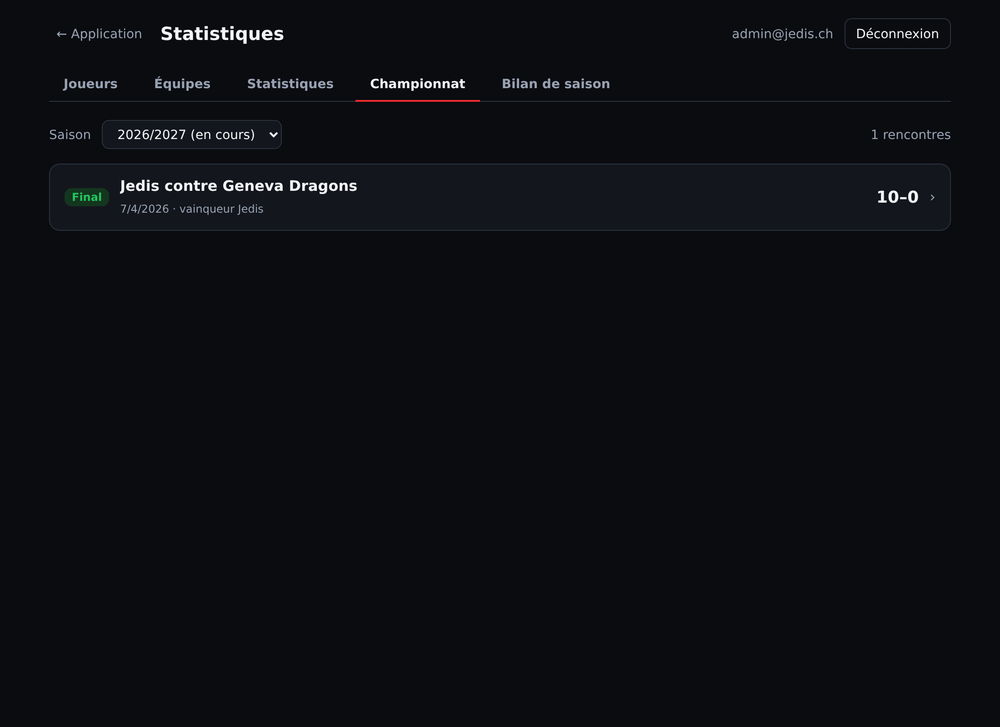 ← Application Statistiques admin@jedis.ch Déconnexion
Joueurs Équipes Statistiques Championnat Bilan de saison
Saison 2026/2027 (en cours) 1 rencontres
Jedis contre Geneva Dragons
Final 10–0 ›
7/4/2026 · vainqueur Jedis